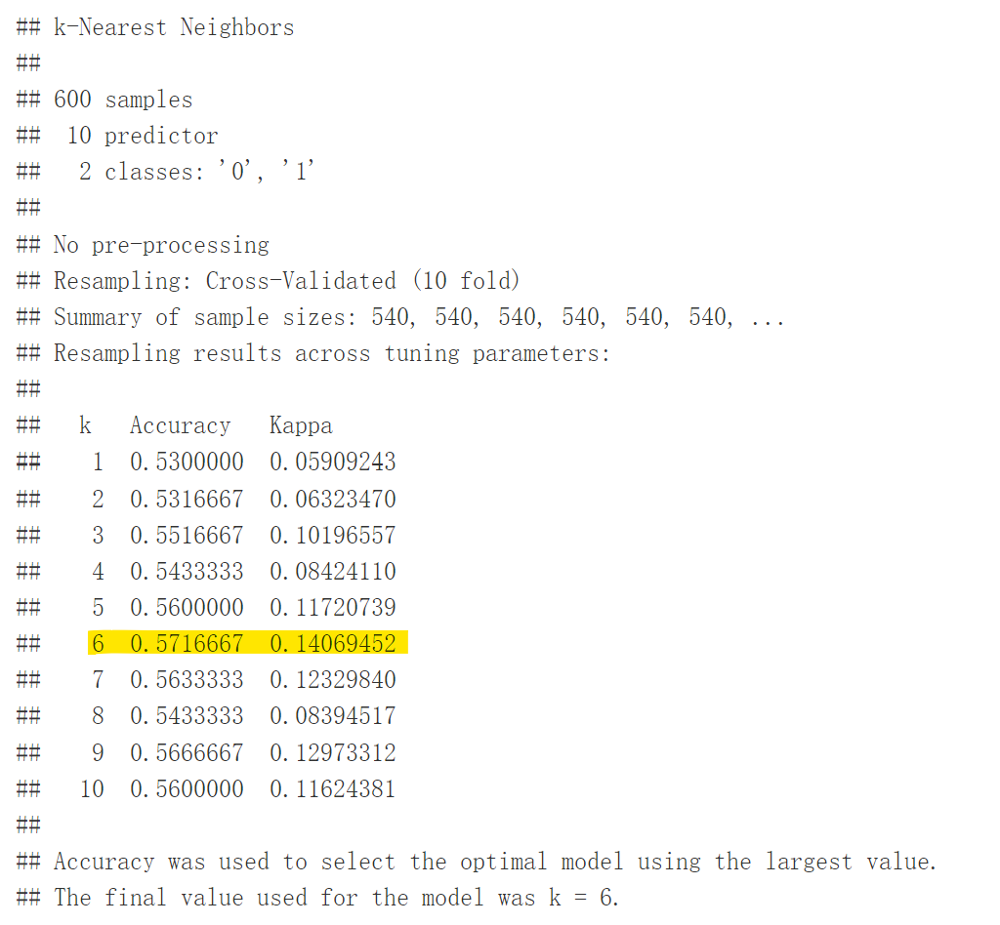 ## k-Nearest Neighbors
##
## 600 samples
##  10 predictor
##   2 classes: '0', '1'
##
## No pre-processing
## Resampling: Cross-Validated (10 fold)
## Summary of sample sizes: 540, 540, 540, 540, 540, 540, ...
## Resampling results across tuning parameters:
##
##   k   Accuracy   Kappa
##    1  0.5300000  0.05909243
##    2  0.5316667  0.06323470
##    3  0.5516667  0.10196557
##    4  0.5433333  0.08424110
##    5  0.5600000  0.11720739
##    6  0.5716667  0.14069452
##    7  0.5633333  0.12329840
##    8  0.5433333  0.08394517
##    9  0.5666667  0.12973312
##   10  0.5600000  0.11624381
##
## Accuracy was used to select the optimal model using the largest value.
## The final value used for the model was k = 6.